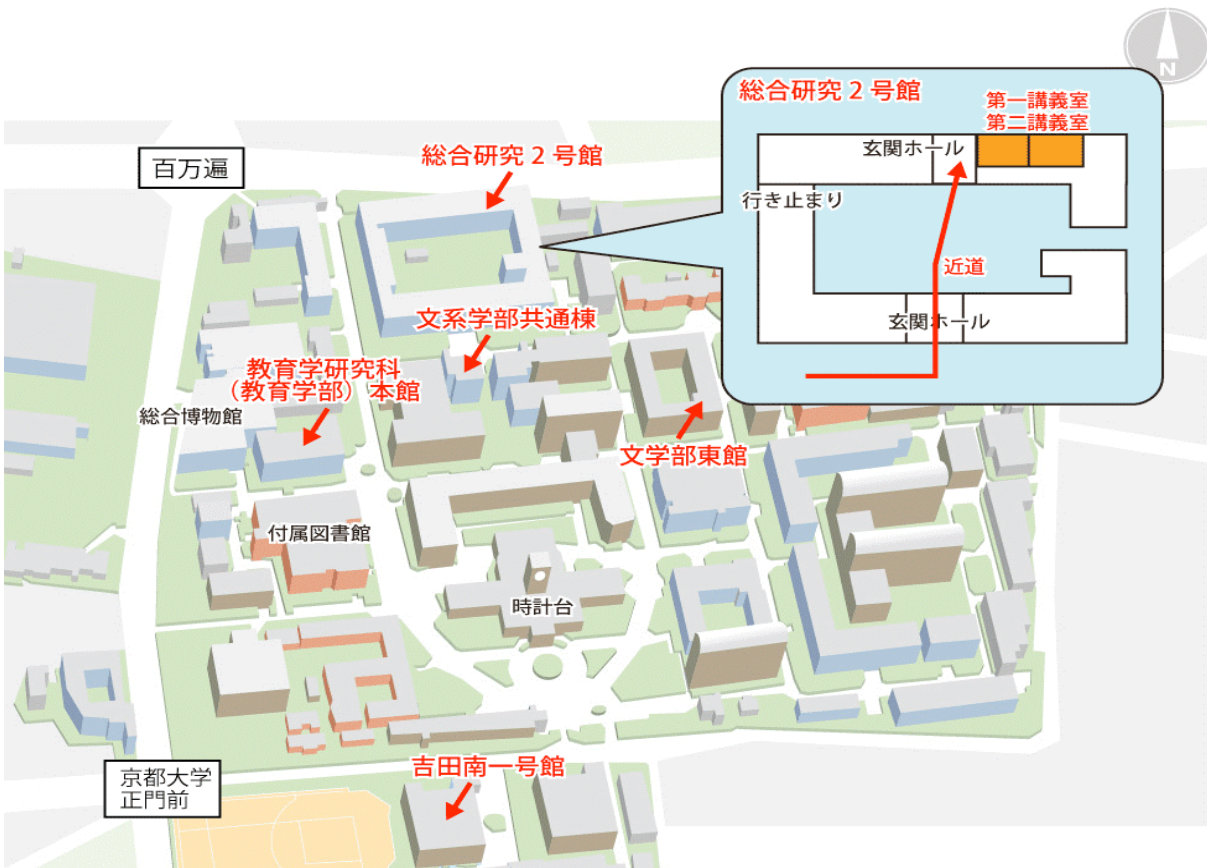 N
総合研究２号館
第一講義室
第二講義室
玄関ホール
行き止まり
近道
玄関ホール
百万遍
総合研究２号館
文系学部共通棟
教育学研究科
（教育学部）本館
総合博物館
文学部東館
付属図書館
時計台
吉田南一号館
京都大学
正門前